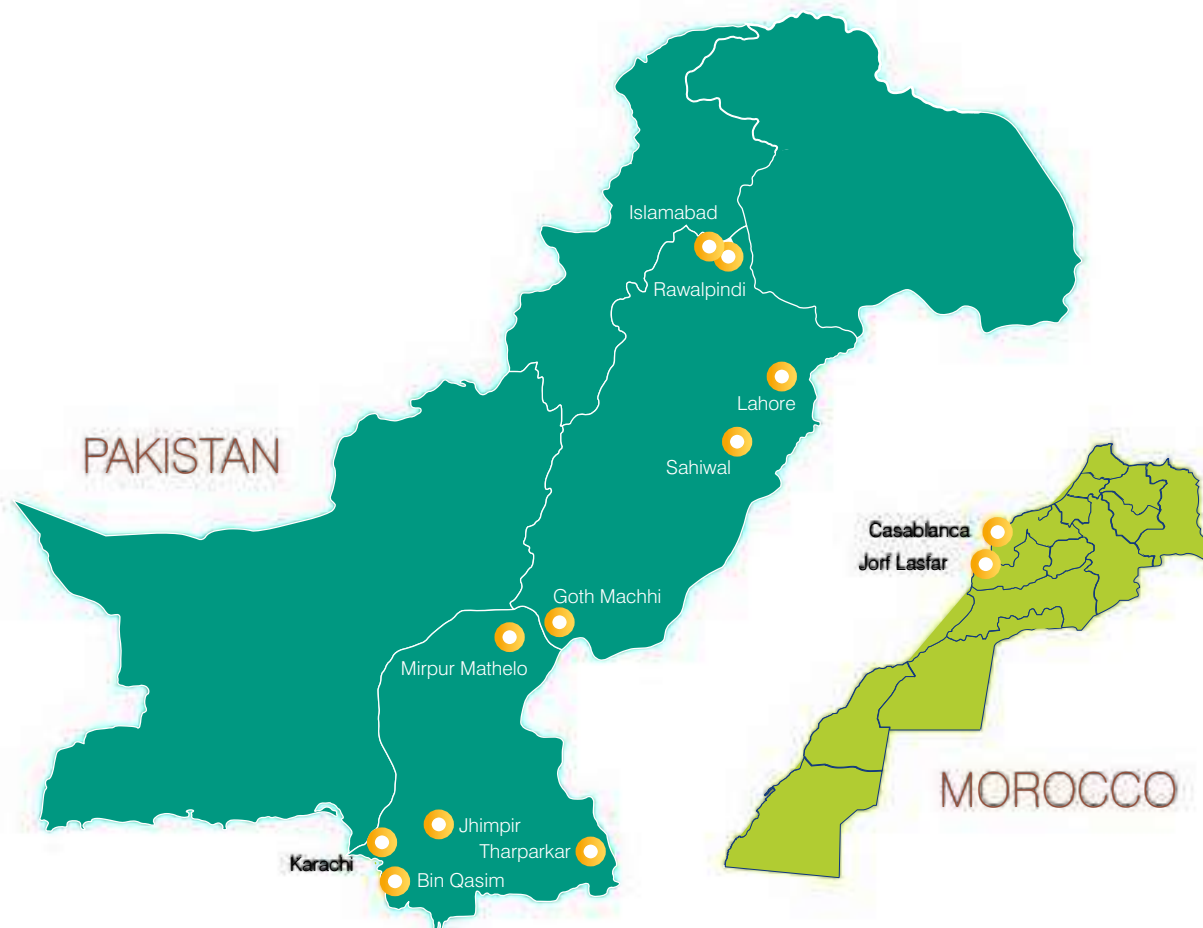 Islamabad
Rawalpindi
Lahore
PAKISTAN
Sahiwal
Casablanca
Jorf Lasfar
Goth Machhi
Mirpur Mathelo
MOROCCO
Jhimpir
Tharparkar
Karachi
Bin Qasim